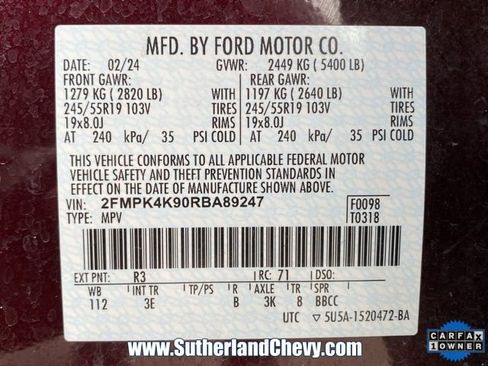 MFD. BY FORD MOTOR CO.
DATE: 02/24 GVWR: 2449 KG ( 5400 LB)
FRONT GAWR: REAR GAWR:
1279 KG ( 2820 LB) WITH 1197 KG ( 2640 LB) WITH
245/55R19 103V TIRES 245/55R19 103V TIRES
19x8.0J RIMS 19x8.0J RIMS
AT 240 kPa/ 35 PSI COLD AT 240 kPa/ 35 PSI COLD
THIS VEHICLE CONFORMS TO ALL APPLICABLE FEDERAL MOTOR
VEHICLE SAFETY AND THEFT PREVENTION STANDARDS IN
EFFECT ON THE DATE OF MANUFACTURE SHOWN ABOVE.
VIN: 2FMPK4K90RBA89247 F0098
TYPE: MPV T0318
EXT PNT: R3 RC: 71 DSO:
WB INT TR TP/PS R AXLE TR SPR
112 3E B 3K 8 BBCC
UTC ▽ 5U5A-1520472-BA
www.SutherlandChevy.com
CARFAX
1 OWNER